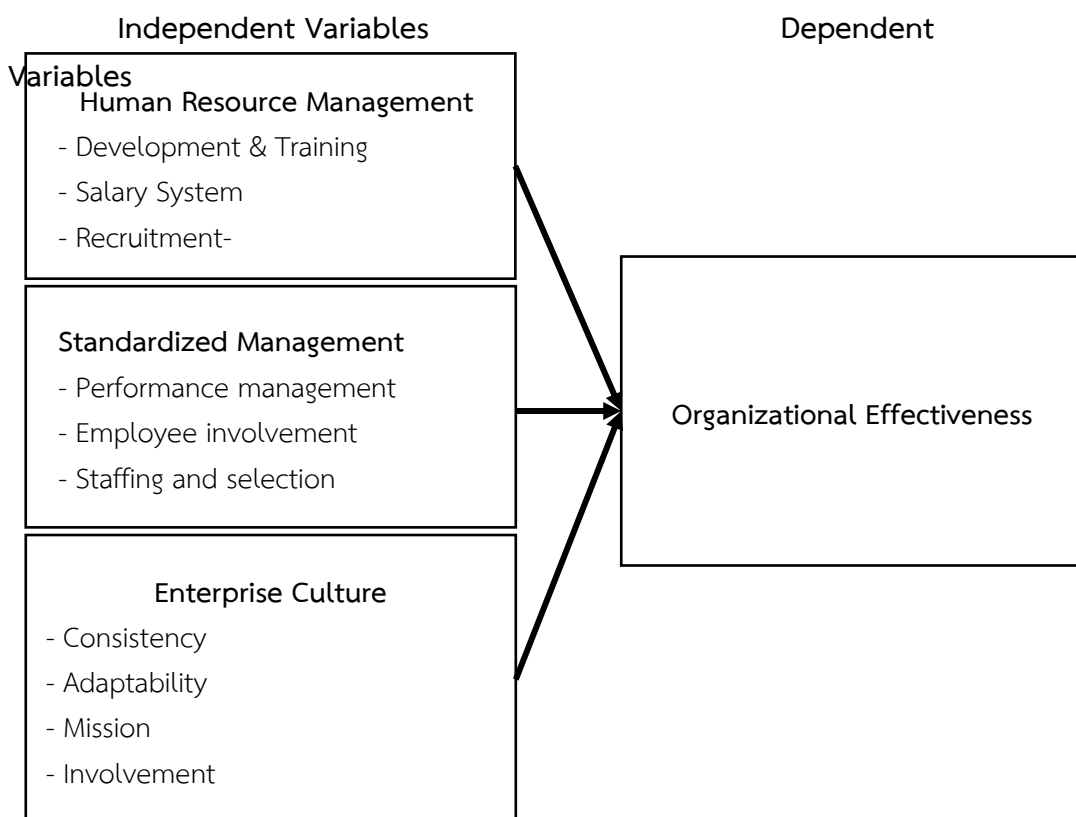 Independent Variables Dependent
Variables
Human Resource Management
- Development & Training
- Salary System
- Recruitment-
Standardized Management
- Performance management
- Employee involvement
- Staffing and selection
Enterprise Culture
- Consistency
- Adaptability
- Mission
- Involvement
Organizational Effectiveness